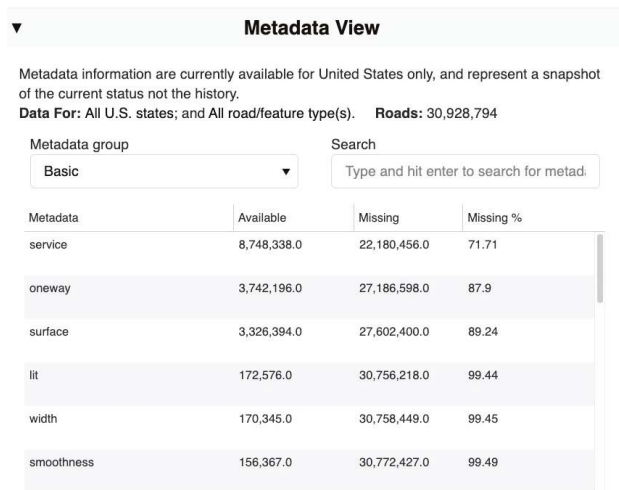 ▼ Metadata View
Metadata information are currently available for United States only, and represent a snapshot
of the current status not the history.
Data For: All U.S. states; and All road/feature type(s). Roads: 30,928,794
Metadata group Search
Basic ▼ Type and hit enter to search for metad
Metadata Available Missing Missing %
service 8,748,338.0 22,180,456.0 71.71
oneway 3,742,196.0 27,186,598.0 87.9
surface 3,326,394.0 27,602,400.0 89.24
lit 172,576.0 30,756,218.0 99.44
width 170,345.0 30,758,449.0 99.45
smoothness 156,367.0 30,772,427.0 99.49